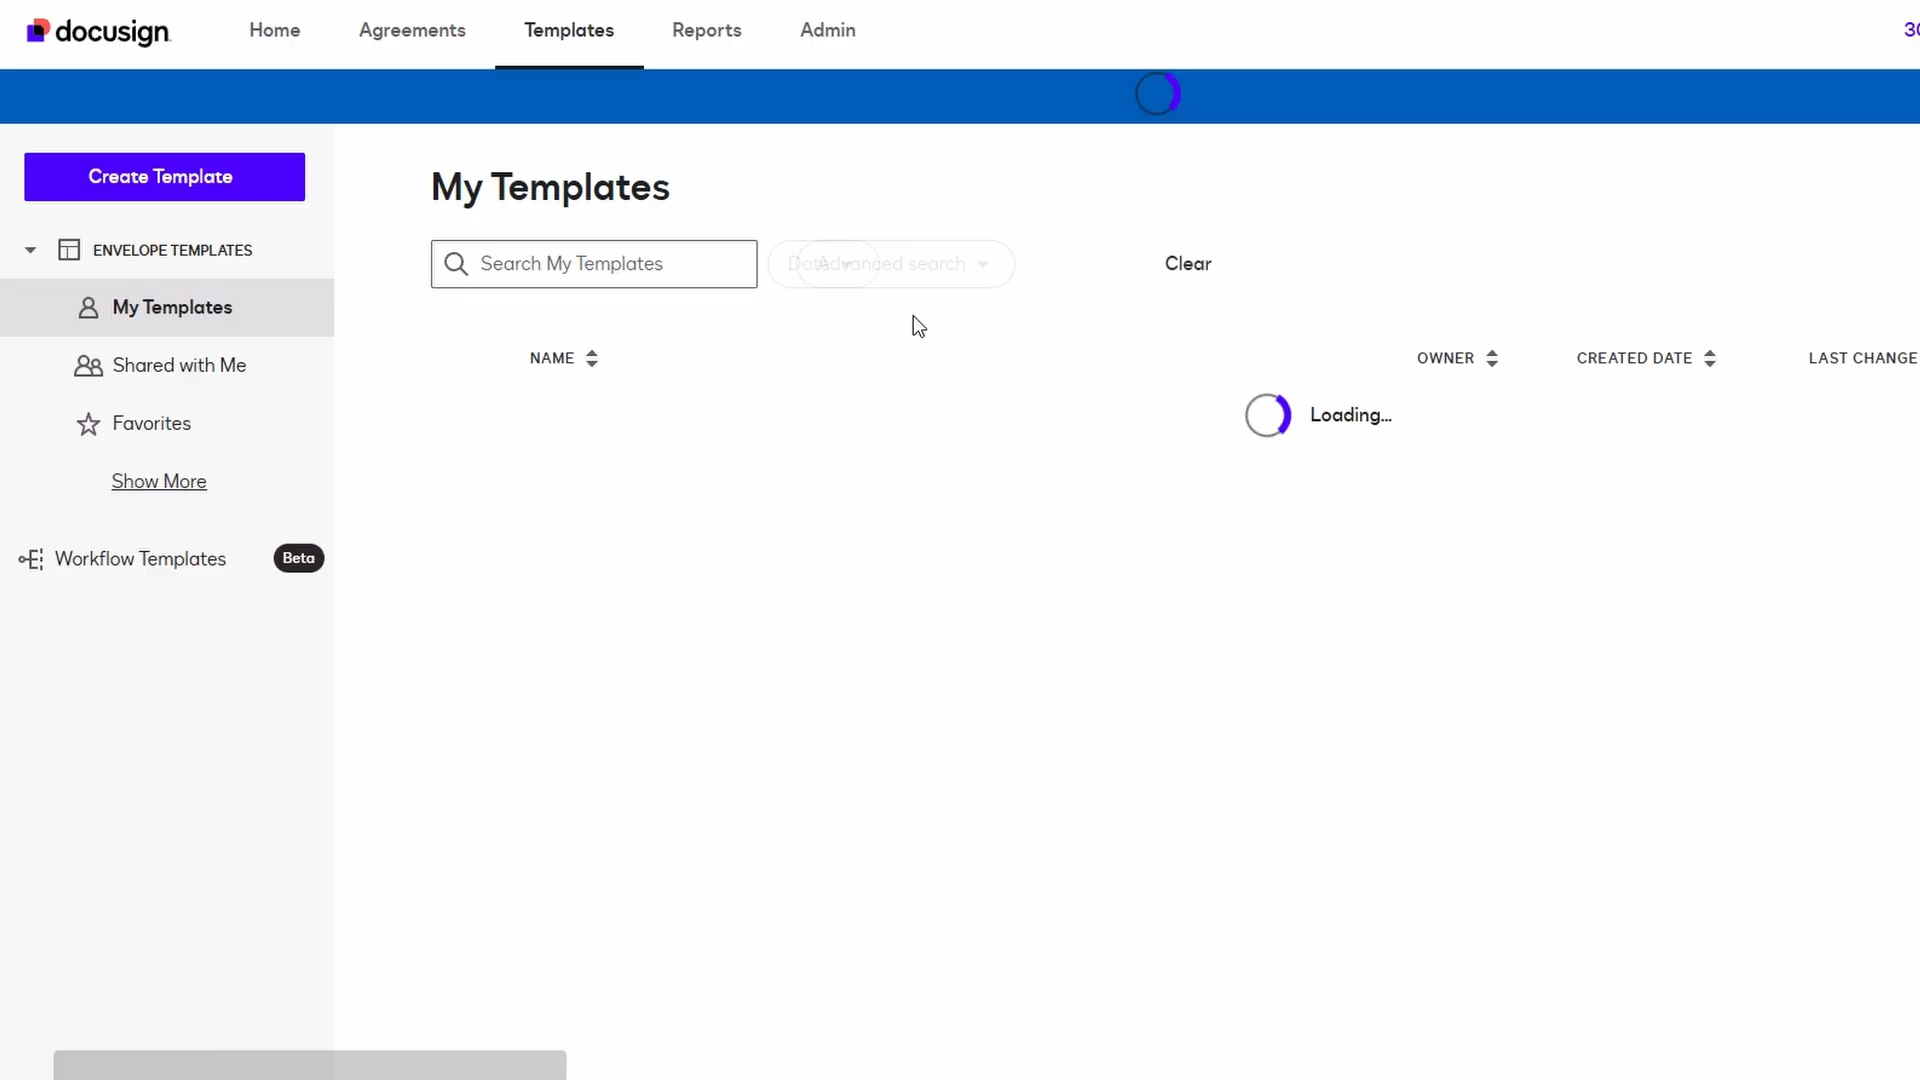 docusign
Home Agreements Templates Reports Admin
30
Create Template
ENVELOPE TEMPLATES
My Templates
Shared with Me
Favorites
Show More
Workflow Templates Beta
My Templates
Search My Templates
Advanced search
Clear
NAME OWNER CREATED DATE LAST CHANGE
Loading...